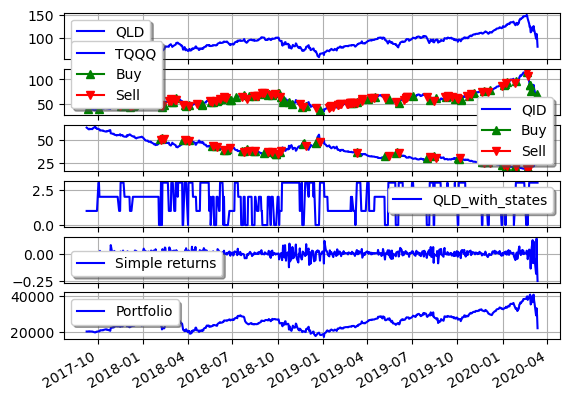 150
100
QLD
TQQQ
Buy
Sell
100
50
QID
Buy
Sell
50
25
2.5
0.0
QLD_with_states
0.00
-0.25
Simple returns
40000
20000
Portfolio
2017-10
2018-01
2018-04
2018-07
2018-10
2019-01
2019-04
2019-07
2019-10
2020-01
2020-04